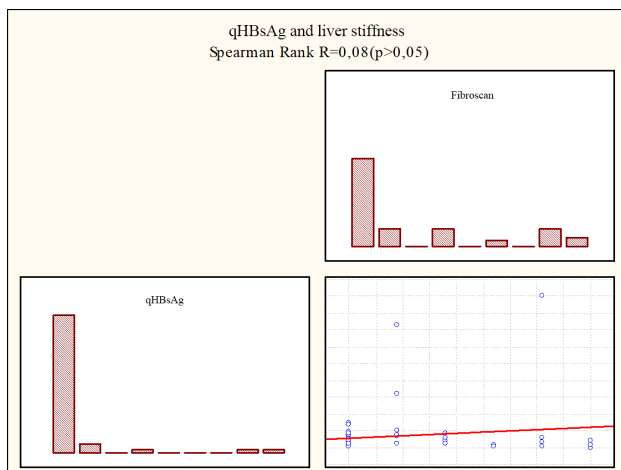 qHBsAg and liver stiffness
Spearman Rank R=0,08(p>0,05)
Fibroscan
qHBsAg